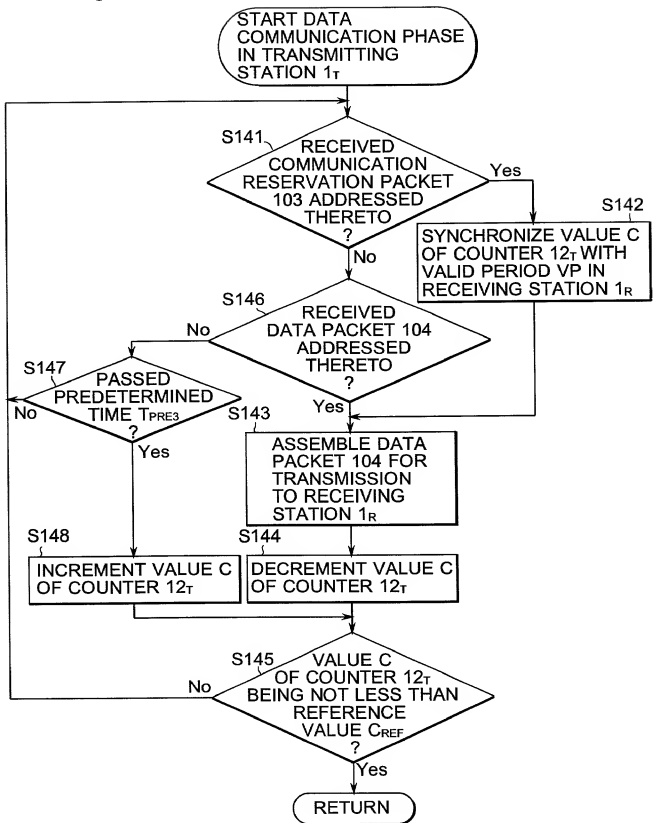 START DATA
COMMUNICATION PHASE
IN TRANSMITTING
STATION 1T
S141
RECEIVED
COMMUNICATION
RESERVATION PACKET
103 ADDRESSED
THERETO
?
Yes
No
S142
SYNCHRONIZE VALUE C
OF COUNTER 12T WITH
VALID PERIOD VP IN
RECEIVING STATION 1R
S146
RECEIVED
DATA PACKET 104
ADDRESSED
THERETO
?
No
Yes
S147
PASSED
PREDETERMINED
TIME TPRE3
?
No
Yes
S143
ASSEMBLE DATA
PACKET 104 FOR
TRANSMISSION
TO RECEIVING
STATION 1R
S148
INCREMENT VALUE C
OF COUNTER 12T
S144
DECREMENT VALUE C
OF COUNTER 12T
S145
VALUE C
OF COUNTER 12T
BEING NOT LESS THAN
REFERENCE
VALUE CREF
?
No
Yes
RETURN